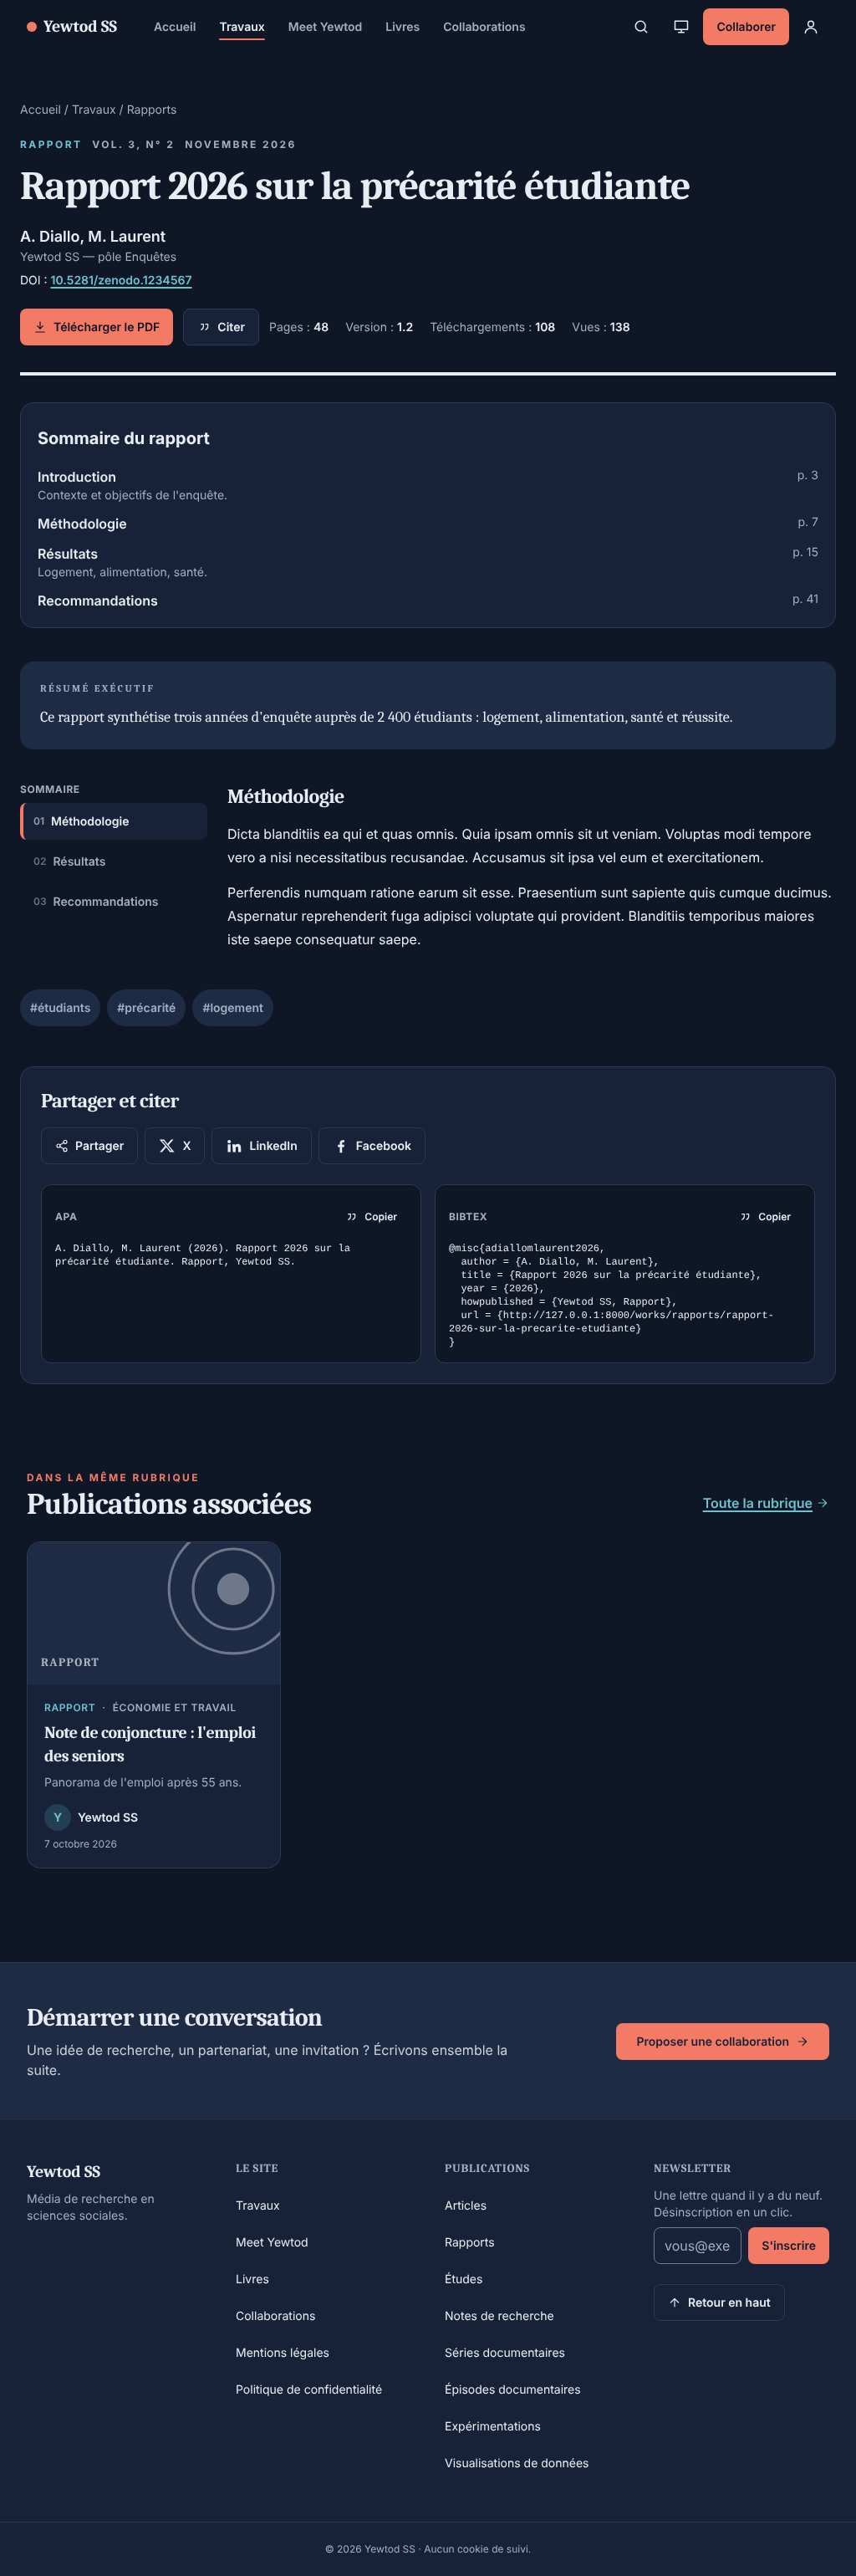 Yewtod SS
Accueil
Travaux
Meet Yewtod
Livres
Collaborations
Collaborer
Accueil / Travaux / Rapports
RAPPORT VOL. 3, N° 2 NOVEMBRE 2026
Rapport 2026 sur la précarité étudiante
A. Diallo, M. Laurent
Yewtod SS — pôle Enquêtes
DOI : 10.5281/zenodo.1234567
Télécharger le PDF
Citer
Pages : 48
Version : 1.2
Téléchargements : 108
Vues : 138
Sommaire du rapport
Introduction
p. 3
Contexte et objectifs de l'enquête.
Méthodologie
p. 7
Résultats
p. 15
Logement, alimentation, santé.
Recommandations
p. 41
RÉSUMÉ EXÉCUTIF
Ce rapport synthétise trois années d'enquête auprès de 2 400 étudiants : logement, alimentation, santé et réussite.
SOMMAIRE
01 Méthodologie
02 Résultats
03 Recommandations
Méthodologie
Dicta blanditiis ea qui et quas omnis. Quia ipsam omnis sit ut veniam. Voluptas modi tempore
vero a nisi necessitatibus recusandae. Accusamus sit ipsa vel eum et exercitationem.
Perferendis numquam ratione earum sit esse. Praesentium sunt sapiente quis cumque ducimus.
Aspernatur reprehenderit fuga adipisci voluptate qui provident. Blanditiis temporibus maiores
iste saepe consequatur saepe.
#étudiants
#précarité
#logement
Partager et citer
Partager
X
LinkedIn
Facebook
APA
Copier
A. Diallo, M. Laurent (2026). Rapport 2026 sur la
précarité étudiante. Rapport, Yewtod SS.
BIBTEX
Copier
@misc{adiallomlaurent2026,
author = {A. Diallo, M. Laurent},
title = {Rapport 2026 sur la précarité étudiante},
year = {2026},
howpublished = {Yewtod SS, Rapport},
url = {http://127.0.0.1:8000/works/rapports/rapport-
2026-sur-la-precarite-etudiante}
}
DANS LA MÊME RUBRIQUE
Publications associées
Toute la rubrique
RAPPORT
RAPPORT · ÉCONOMIE ET TRAVAIL
Note de conjoncture : l'emploi
des seniors
Panorama de l'emploi après 55 ans.
Y
Yewtod SS
7 octobre 2026
Démarrer une conversation
Une idée de recherche, un partenariat, une invitation ? Écrivons ensemble la
suite.
Proposer une collaboration
Yewtod SS
Média de recherche en
sciences sociales.
LE SITE
Travaux
Meet Yewtod
Livres
Collaborations
Mentions légales
Politique de confidentialité
PUBLICATIONS
Articles
Rapports
Études
Notes de recherche
Séries documentaires
Épisodes documentaires
Expérimentations
Visualisations de données
NEWSLETTER
Une lettre quand il y a du neuf.
Désinscription en un clic.
vous@exe
S'inscrire
Retour en haut
© 2026 Yewtod SS · Aucun cookie de suivi.